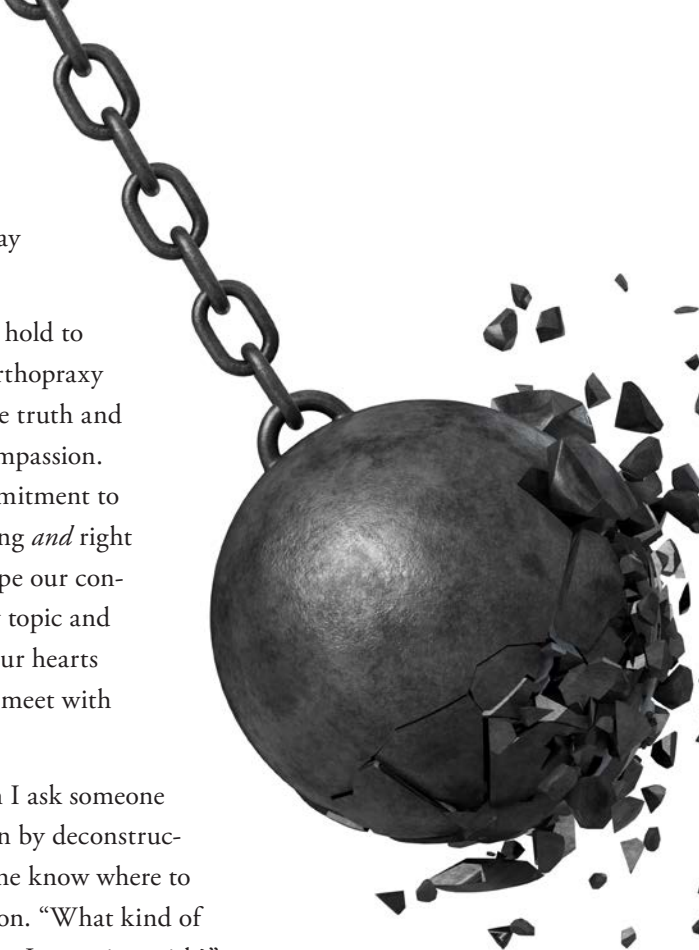 ay
hold to
rthopraxy
e truth and
mpassion.
mitment to
ng and right
pe our con-
topic and
ur hearts
meet with
I ask someone
n by deconstruc-
ne know where to
on. “What kind of